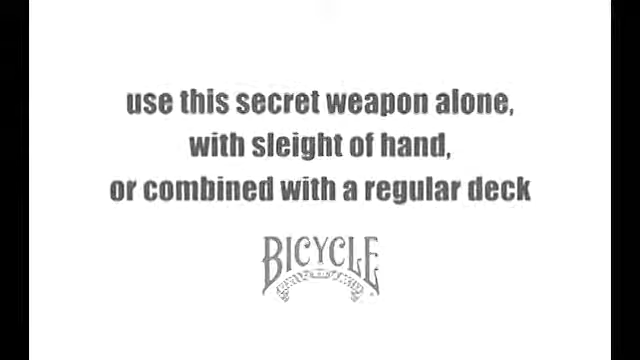 use this secret weapon alone,
with sleight of hand,
or combined with a regular deck
BICYCLE